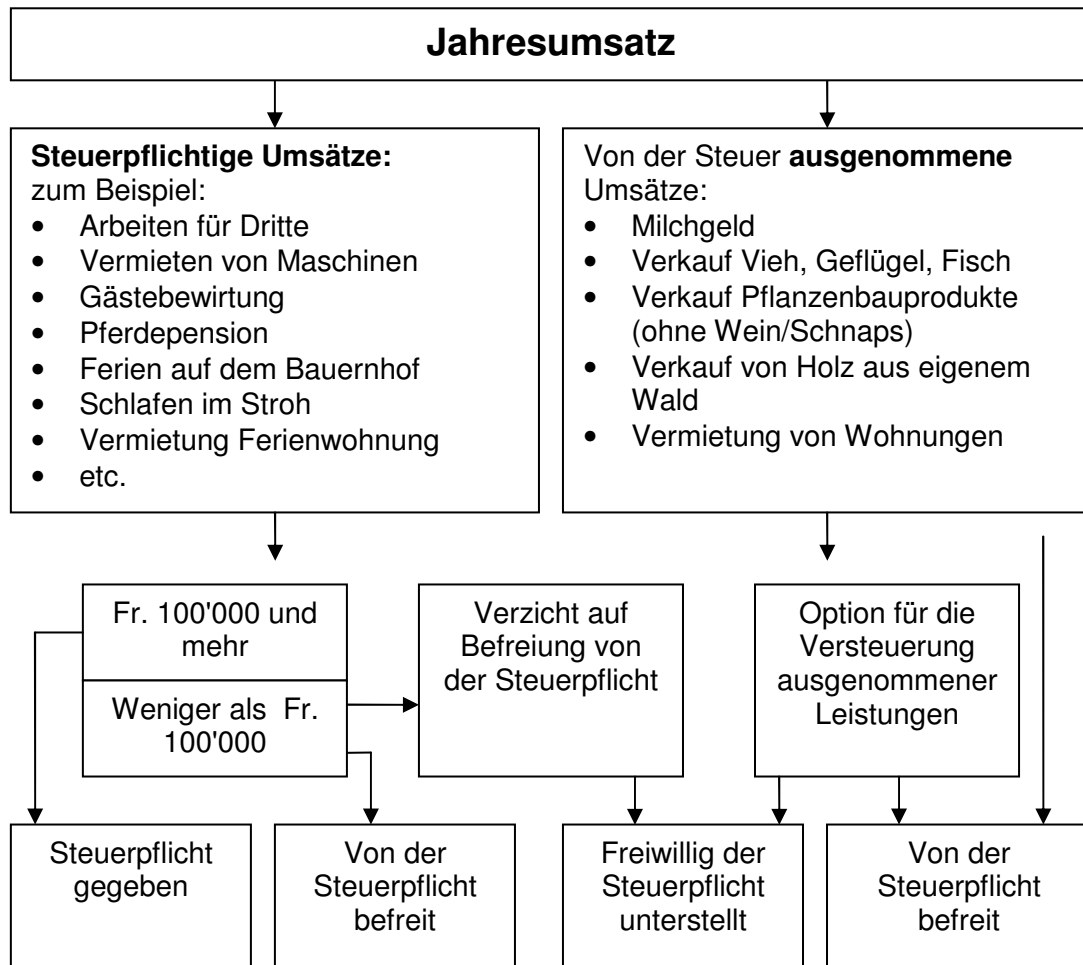 Jahresumsatz
Steuerpflichtige Umsätze:
zum Beispiel:
• Arbeiten für Dritte
• Vermieten von Maschinen
• Gästebewirtung
• Pferdepension
• Ferien auf dem Bauernhof
• Schlafen im Stroh
• Vermietung Ferienwohnung
• etc.
Von der Steuer ausgenommene
Umsätze:
• Milchgeld
• Verkauf Vieh, Geflügel, Fisch
• Verkauf Pflanzenbauprodukte
(ohne Wein/Schnaps)
• Verkauf von Holz aus eigenem
Wald
• Vermietung von Wohnungen
Fr. 100'000 und
mehr
Weniger als Fr.
100'000
Verzicht auf
Befreiung von
der Steuerpflicht
Option für die
Versteuerung
ausgenommener
Leistungen
Steuerpflicht
gegeben
Von der
Steuerpflicht
befreit
Freiwillig der
Steuerpflicht
unterstellt
Von der
Steuerpflicht
befreit